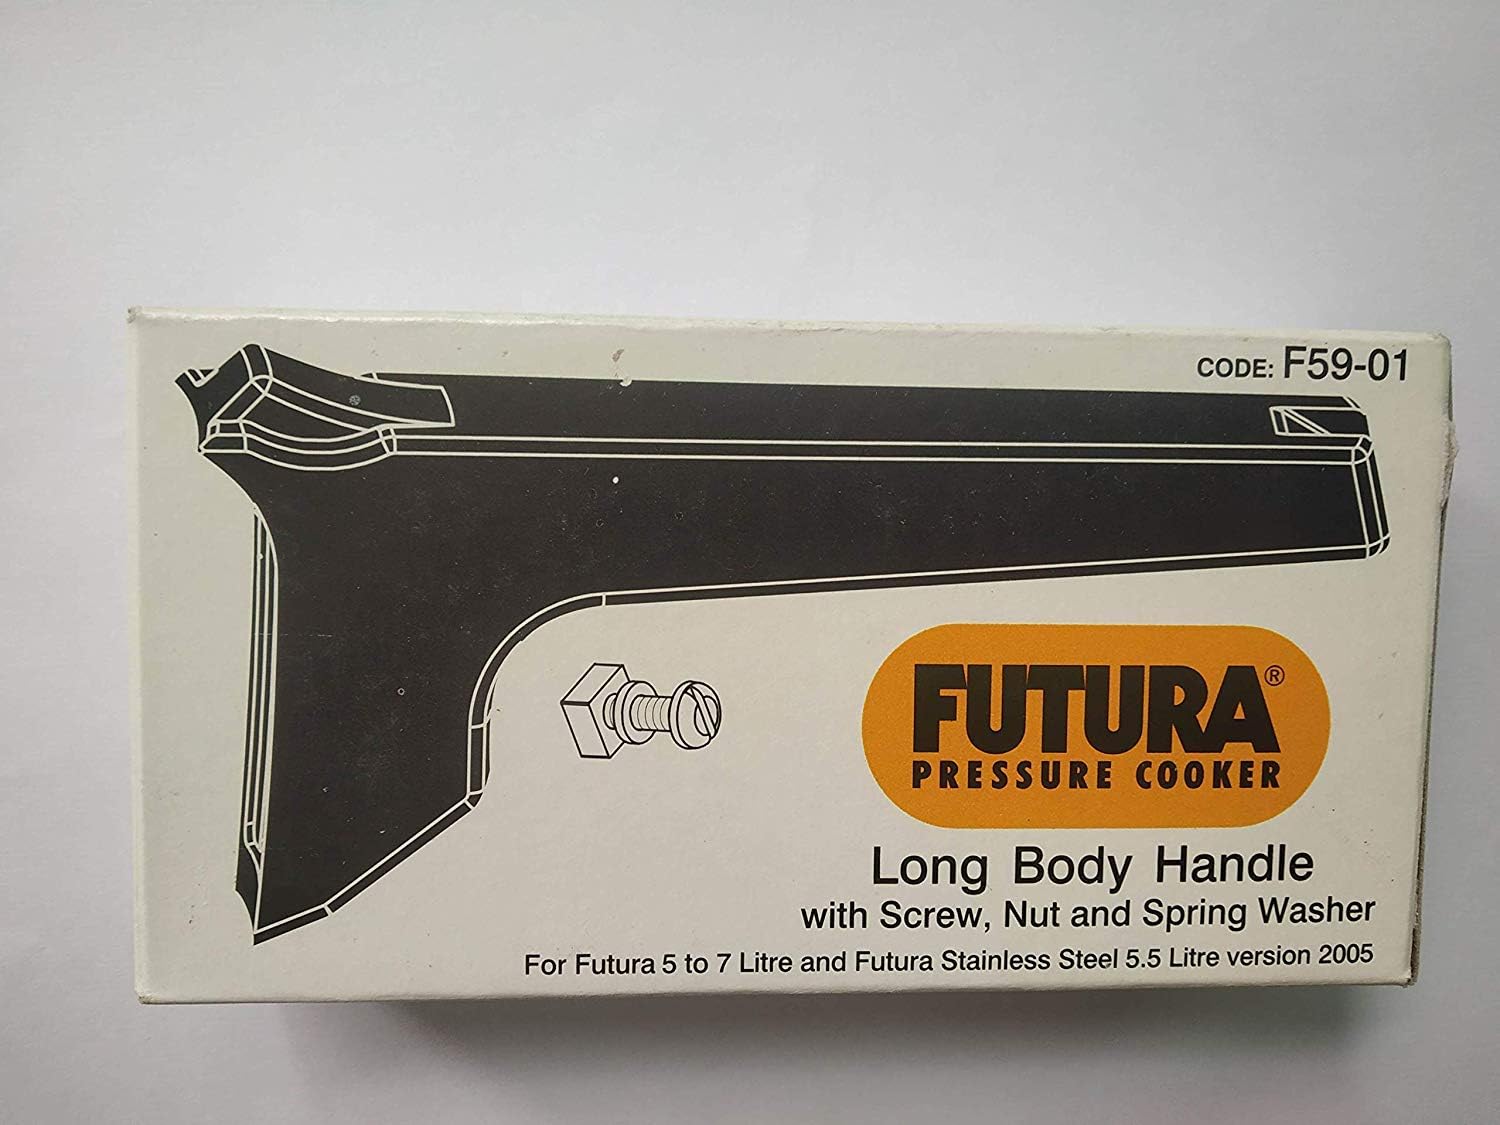 CODE: F59-01
FUTURA®
PRESSURE COOKER
Long Body Handle
with Screw, Nut and Spring Washer
For Futura 5 to 7 Litre and Futura Stainless Steel 5.5 Litre version 2005